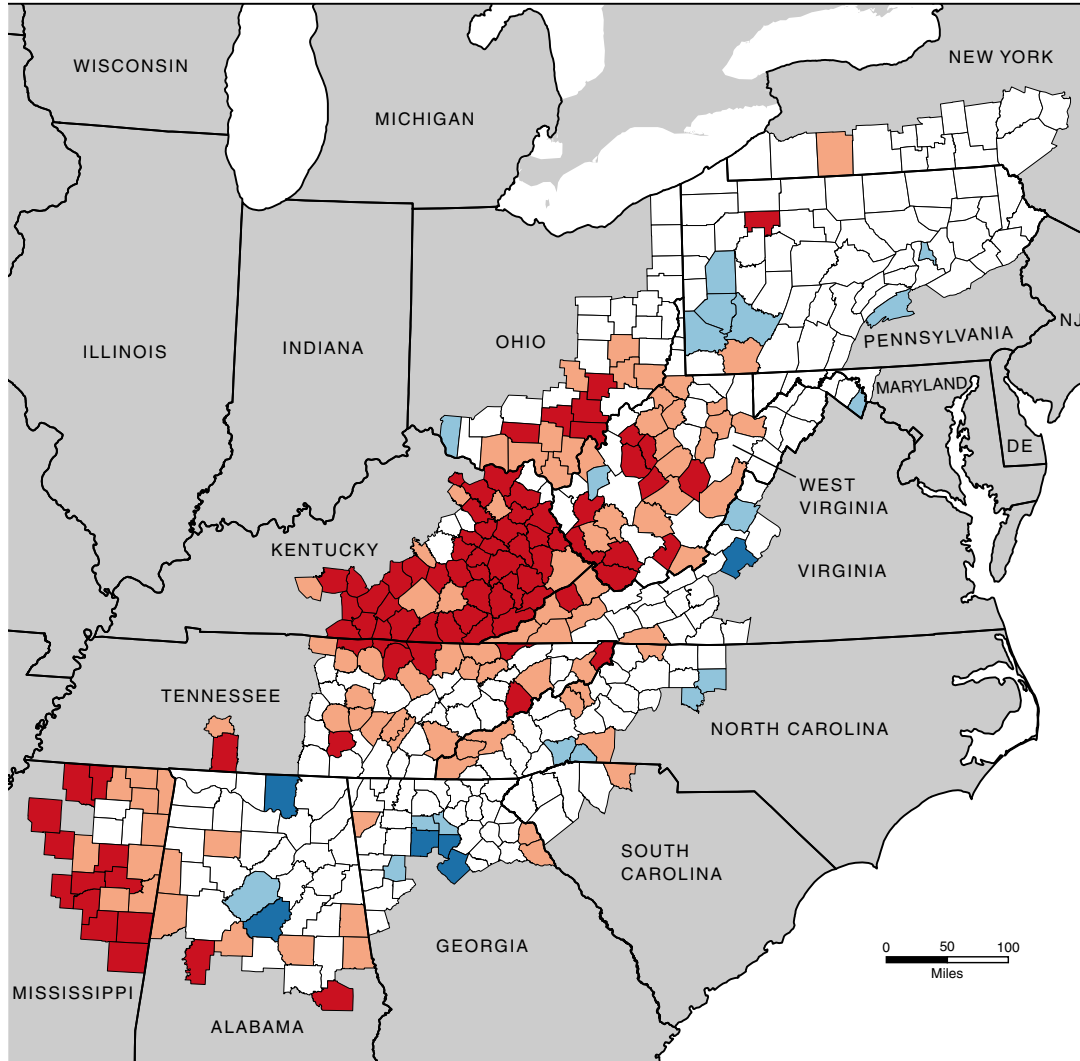 NEW YORK
WISCONSIN
MICHIGAN
NJ
PENNSYLVANIA
OHIO
ILLINOIS
INDIANA
MARYLAND
DE
WEST
VIRGINIA
KENTUCKY
VIRGINIA
TENNESSEE
NORTH CAROLINA
SOUTH
CAROLINA
GEORGIA
0 50 100
Miles
MISSISSIPPI
ALABAMA